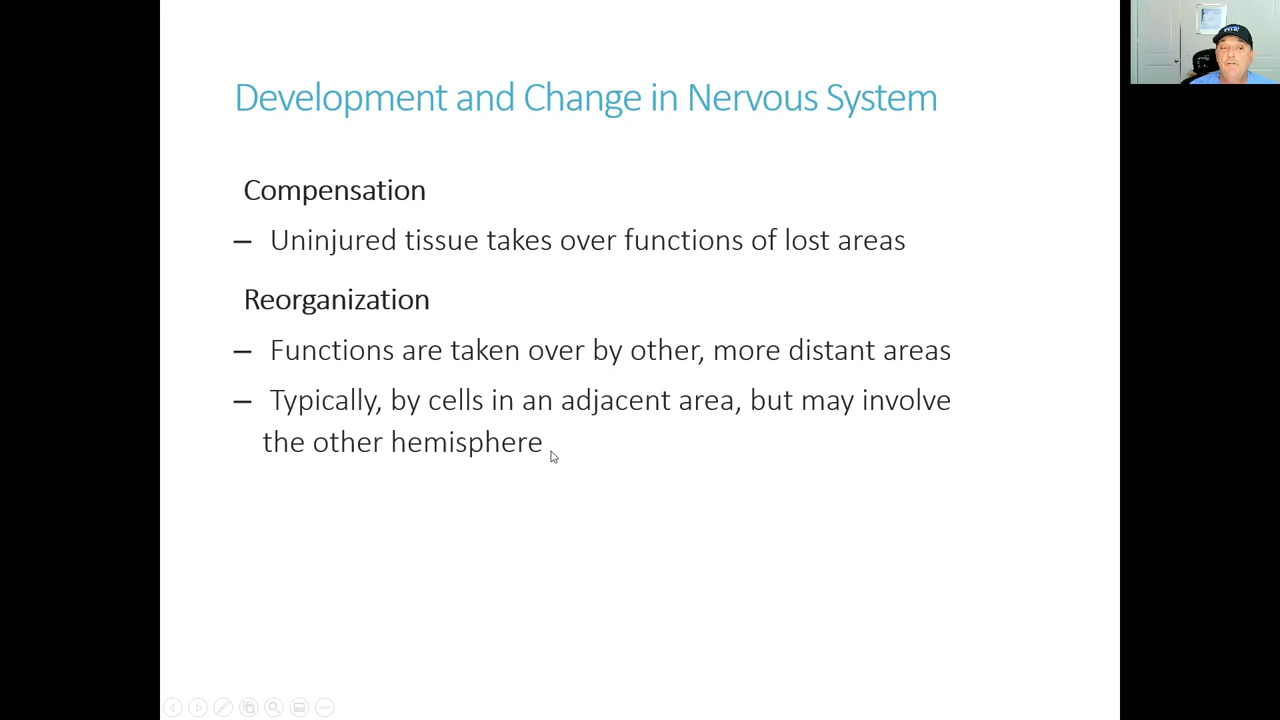 Development and Change in Nervous System
Compensation
– Uninjured tissue takes over functions of lost areas
Reorganization
– Functions are taken over by other, more distant areas
– Typically, by cells in an adjacent area, but may involve
the other hemisphere